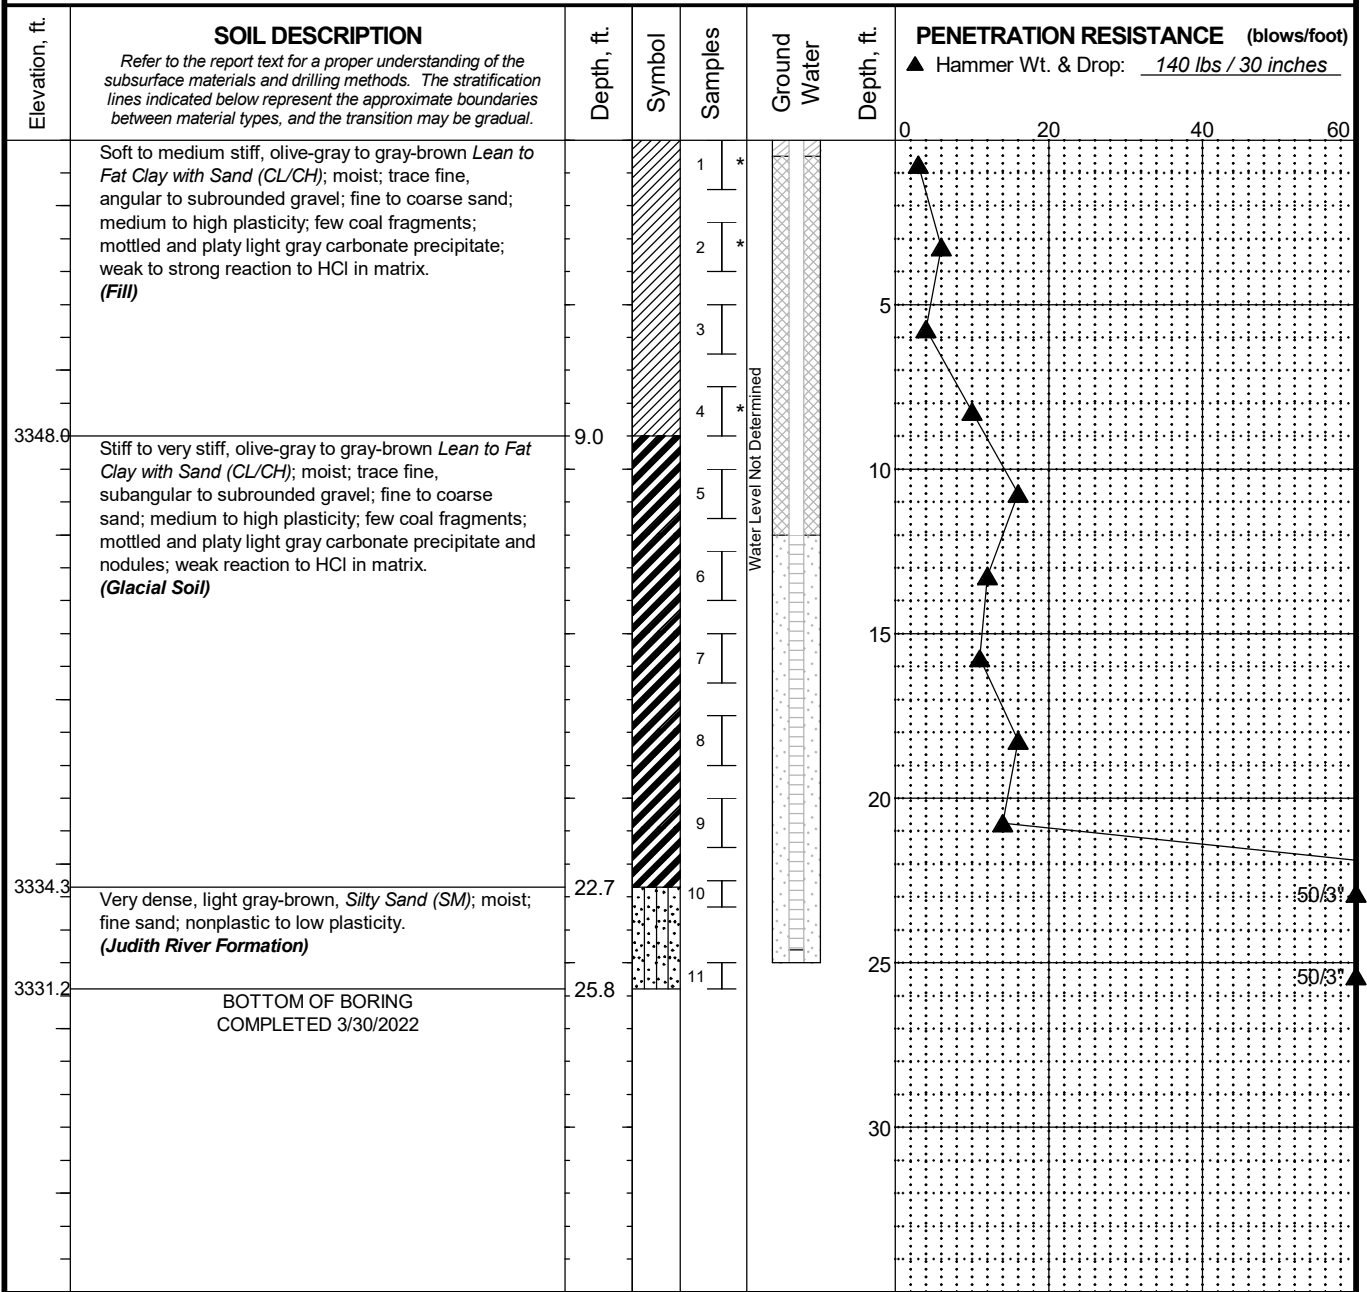 Elevation, ft.
SOIL DESCRIPTION
Refer to the report text for a proper understanding of the
subsurface materials and drilling methods. The stratification
lines indicated below represent the approximate boundaries
between material types, and the transition may be gradual.
Depth, ft.
Symbol
Samples
Ground
Water
Depth, ft.
PENETRATION RESISTANCE (blows/foot)
▲ Hammer Wt. & Drop: 140 lbs / 30 inches
0 20 40 60
Soft to medium stiff, olive-gray to gray-brown Lean to
Fat Clay with Sand (CL/CH); moist; trace fine,
angular to subrounded gravel; fine to coarse sand;
medium to high plasticity; few coal fragments;
mottled and platy light gray carbonate precipitate;
weak to strong reaction to HCl in matrix.
(Fill)
1 *
2 *
3
4 *
3348.0
9.0
Stiff to very stiff, olive-gray to gray-brown Lean to Fat
Clay with Sand (CL/CH); moist; trace fine,
subangular to subrounded gravel; fine to coarse
sand; medium to high plasticity; few coal fragments;
mottled and platy light gray carbonate precipitate and
nodules; weak reaction to HCl in matrix.
(Glacial Soil)
5
6
7
8
9
Water Level Not Determined
3334.3
22.7
Very dense, light gray-brown, Silty Sand (SM); moist;
fine sand; nonplastic to low plasticity.
(Judith River Formation)
10
11
3331.2
25.8
BOTTOM OF BORING
COMPLETED 3/30/2022
5
10
15
20
50/3"
25
50/3"
30